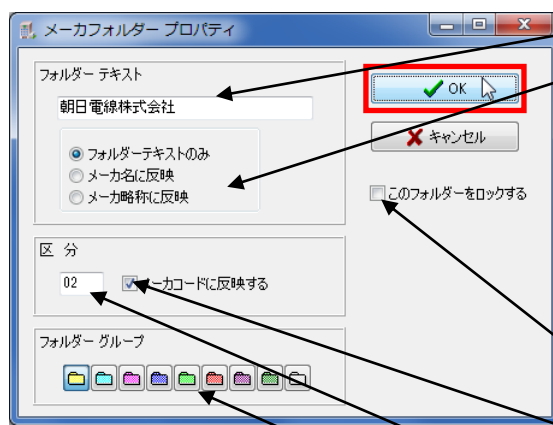 メーカフォルダー プロパティ
フォルダー テキスト
朝日電線株式会社
フォルダーテキストのみ
メーカ名に反映
メーカ略称に反映
OK
キャンセル
このフォルダーをロックする
区 分
02
ーカコードに反映する
フォルダー グループ